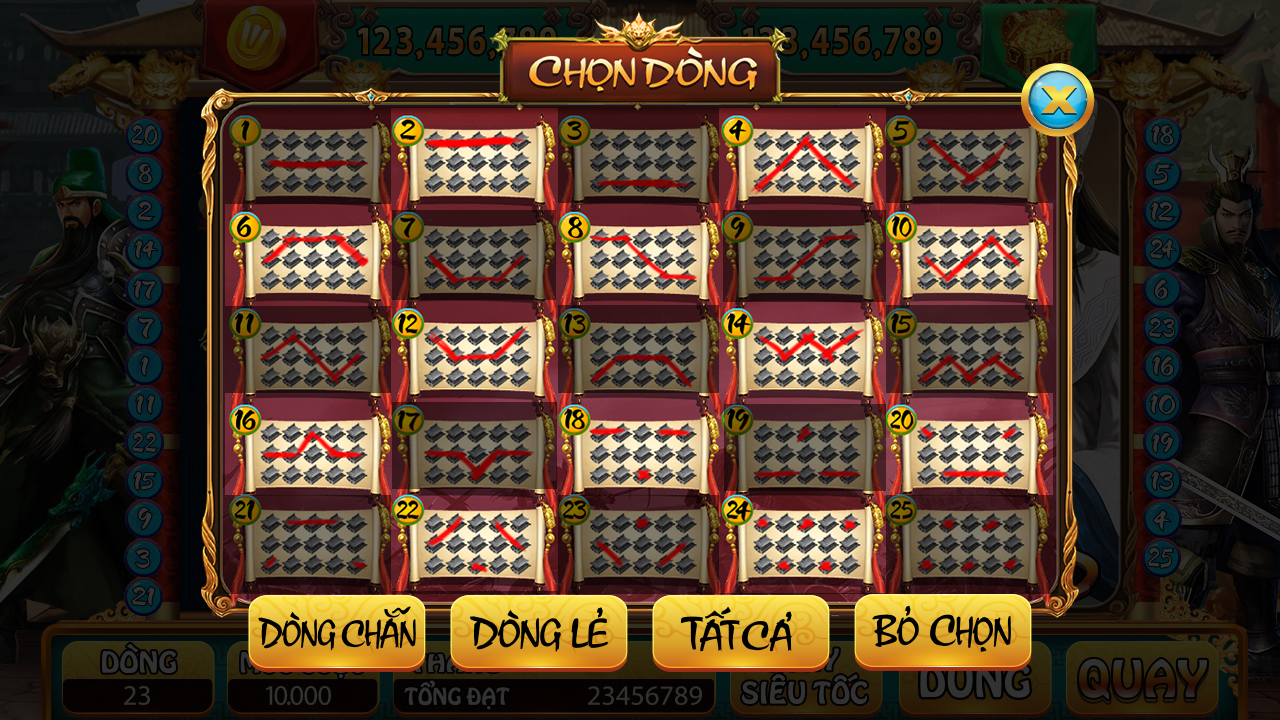 123,456,789 123,456,789
CHỌN DÒNG
X
1 2 3 4 5
6 7 8 9 10
11 12 13 14 15
16 17 18 19 20
21 22 23 24 25
20
8
2
14
17
7
1
11
22
15
9
3
21
18
5
12
24
6
23
16
10
19
13
4
25
DÒNG CHẴN
DÒNG LẺ
TẤT CẢ
BỎ CHỌN
DÒNG
23
10.000
TỔNG ĐẠT 23456789
SIÊU TỐC
DỪNG
QUAY